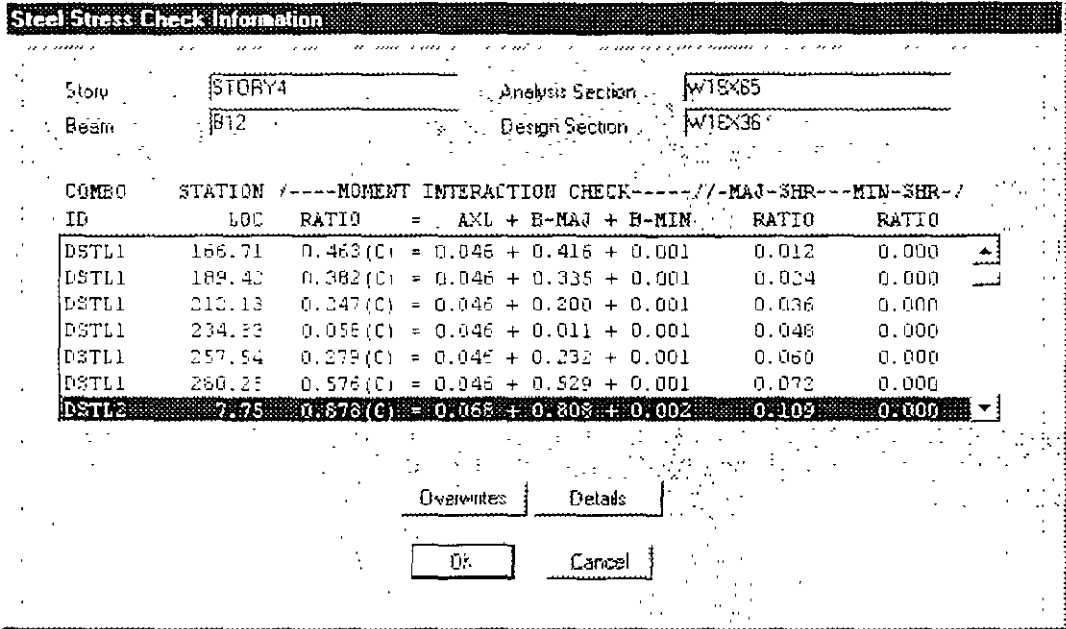 Steel Stress Check Information
Story STORY4 Analysis Section W18X65
Beam B12 Design Section
COMBO STATION /----MOMENT INTERACTION CHECK-----//-MAJ-SHR---MIN-SHR-/
ID LOC RATIO = AXL + B-MAJ + B-MIN RATIO RATIO
DSTL1 166.71 0.463(C) = 0.046 + 0.416 + 0.001 0.012 0.000
DSTL1 189.42 0.382(C) = 0.046 + 0.335 + 0.001 0.024 0.000
DSTL1 212.13 0.247(C) = 0.046 + 0.200 + 0.001 0.036 0.000
DSTL1 234.83 0.058(C) = 0.046 + 0.011 + 0.001 0.048 0.000
DSTL1 257.54 0.279(C) = 0.046 + 0.232 + 0.001 0.060 0.000
DSTL1 280.25 0.576(C) = 0.046 + 0.529 + 0.001 0.072 0.000
DSTL2 7.75 0.878(C) = 0.068 + 0.808 + 0.002 0.109 0.000
Overwrites Details
OK Cancel